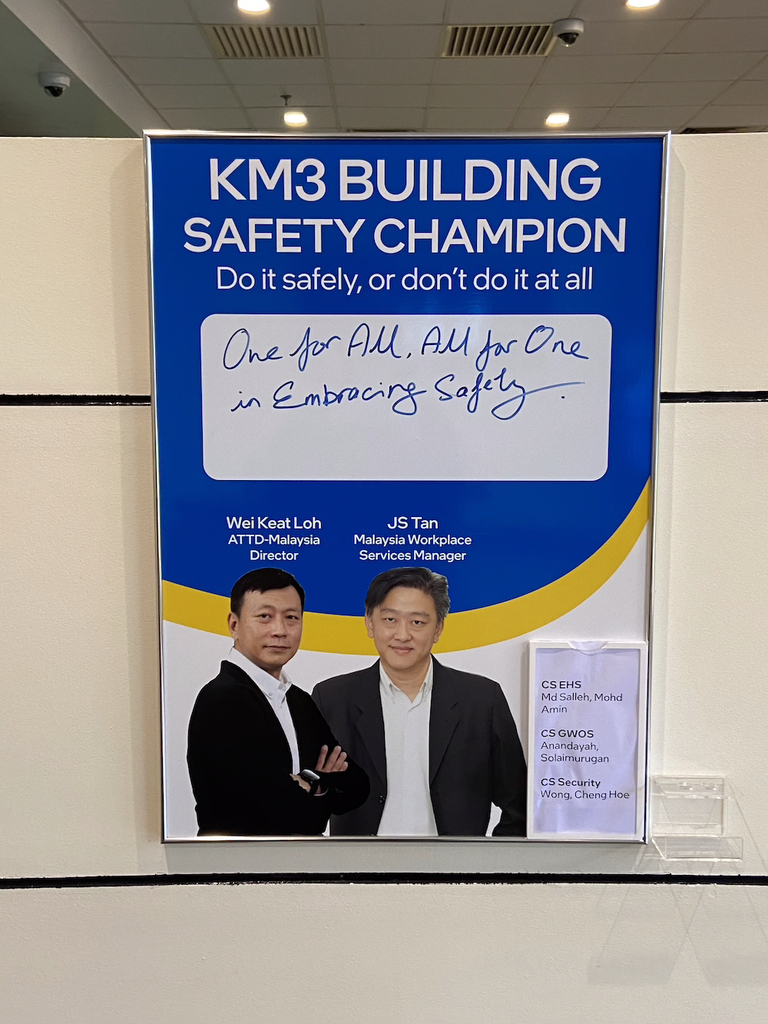 KM3 BUILDING
SAFETY CHAMPION
Do it safely, or don't do it at all
One for All, All for One
in Embracing Safety.
Wei Keat Loh
ATTD-Malaysia
Director
JS Tan
Malaysia Workplace
Services Manager
CS EHS
Md Salleh, Mohd
Amin
CS GWOS
Anandayah,
Solaimurugan
CS Security
Wong, Cheng Hoe